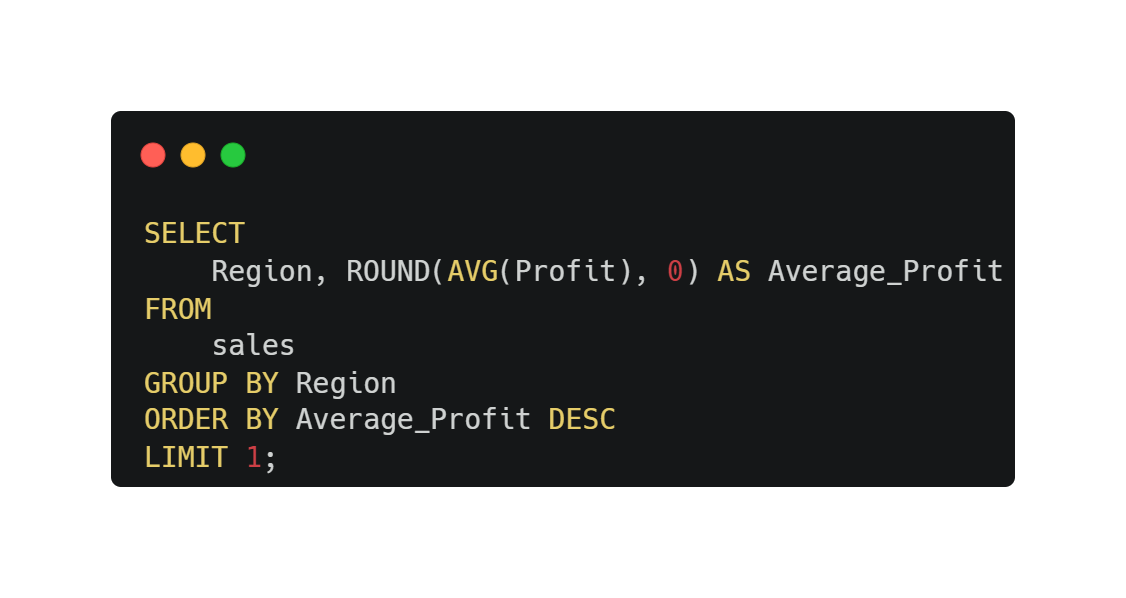 SELECT
    Region, ROUND(AVG(Profit), 0) AS Average_Profit
FROM
    sales
GROUP BY Region
ORDER BY Average_Profit DESC
LIMIT 1;